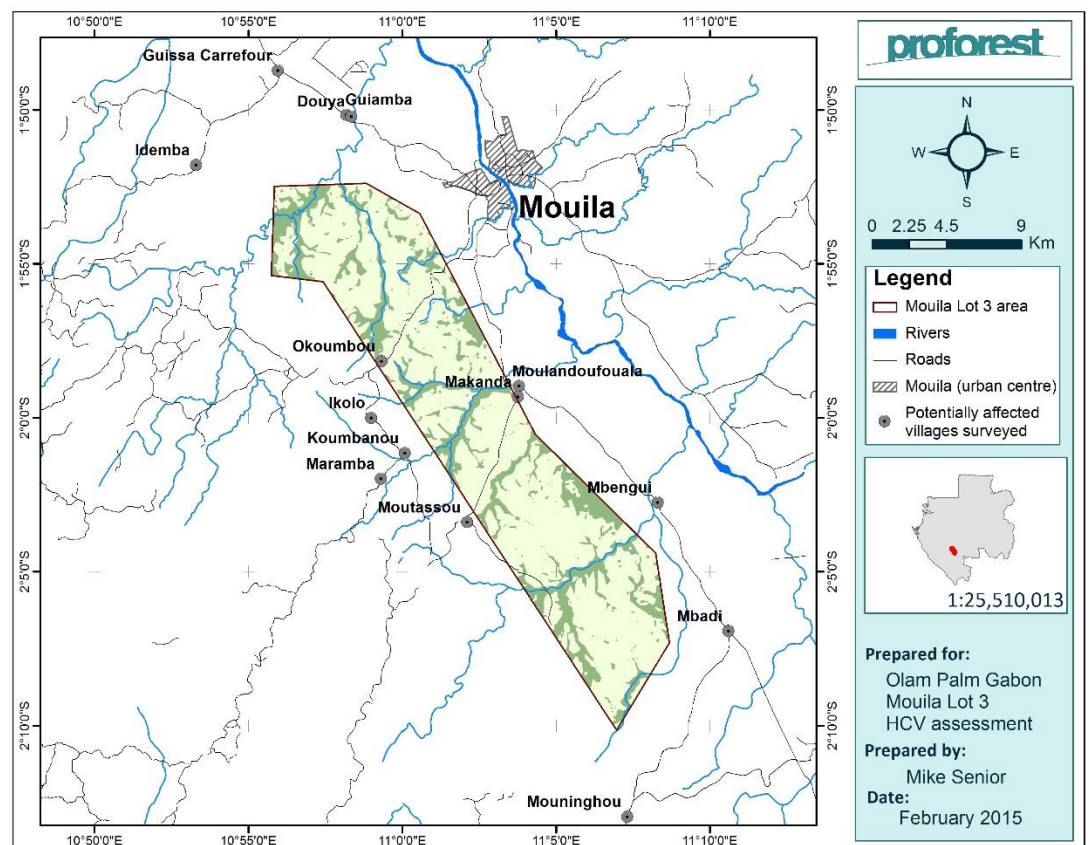 10°50'0"E 10°55'0"E 11°0'0"E 11°5'0"E 11°10'0"E
Guissa Carrefour
Douya Guiamba
1°50'0"S 1°50'0"S
Idemba
Mouila
1°55'0"S 1°55'0"S
Okoumbou
Moulandoufouala
Makanda
Ikolo
2°0'0"S 2°0'0"S
Koumbanou
Maramba
Mbengui
Moutassou
2°5'0"S 2°5'0"S
Mbadi
2°10'0"S 2°10'0"S
Mouninghou
10°50'0"E 10°55'0"E 11°0'0"E 11°5'0"E 11°10'0"E
proforest
N
W E
S
0 2.25 4.5 9
Km
Legend
Mouila Lot 3 area
Rivers
Roads
Mouila (urban centre)
Potentially affected
villages surveyed
1:25,510,013
Prepared for:
Olam Palm Gabon
Mouila Lot 3
HCV assessment
Prepared by:
Mike Senior
Date:
February 2015